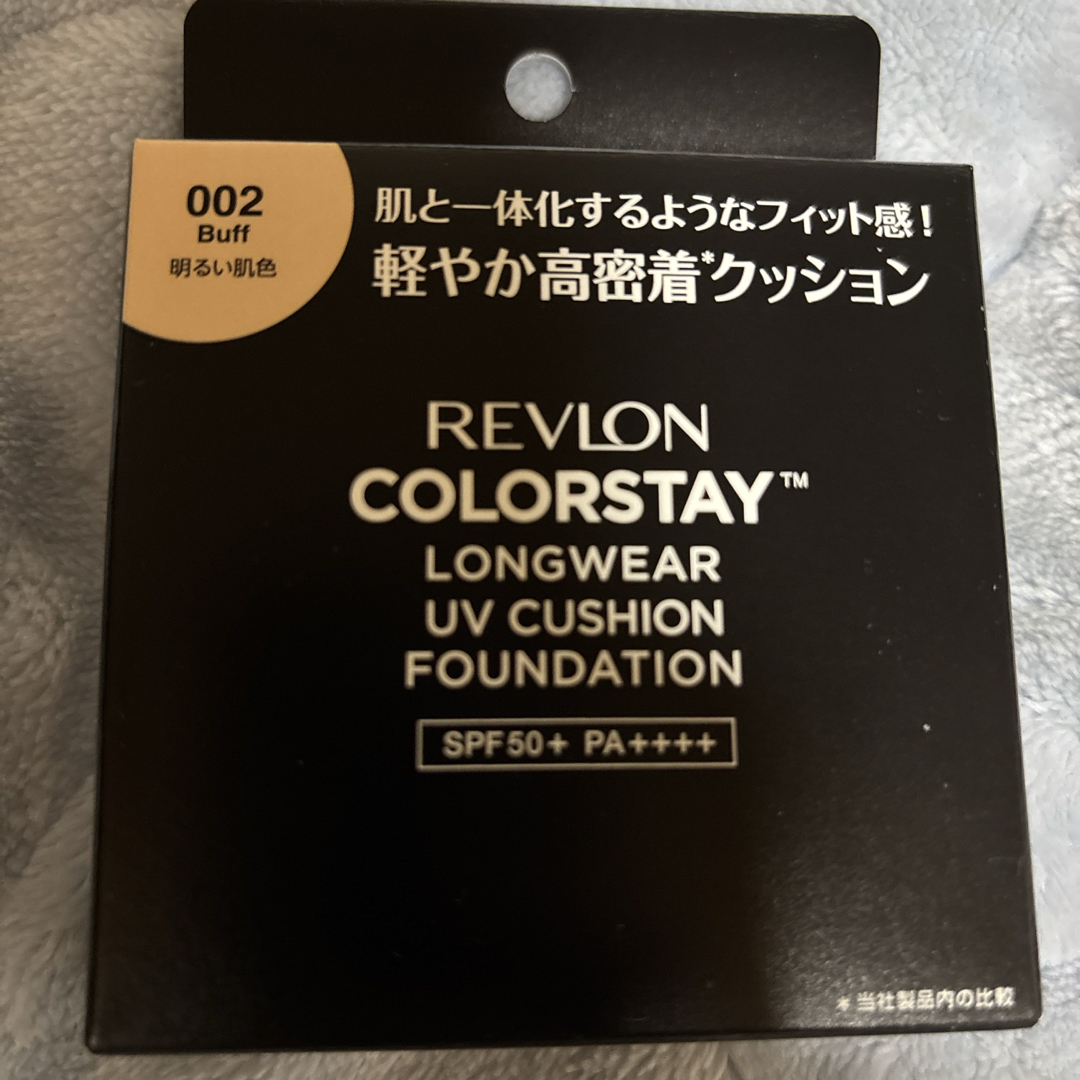 002
Buff
明るい肌色
肌と一体化するようなフィット感！
軽やか高密着*クッション
REVLON
COLORSTAY™
LONGWEAR
UV CUSHION
FOUNDATION
SPF50+ PA++++
* 当社製品内の比較